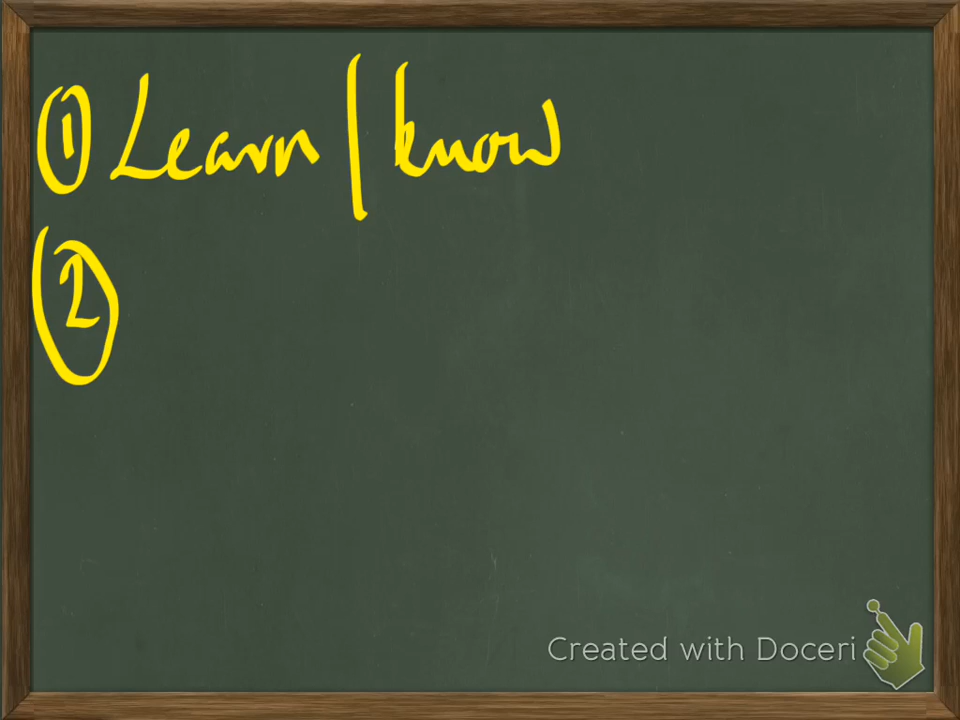 ① Learn / know
②
Created with Doceri